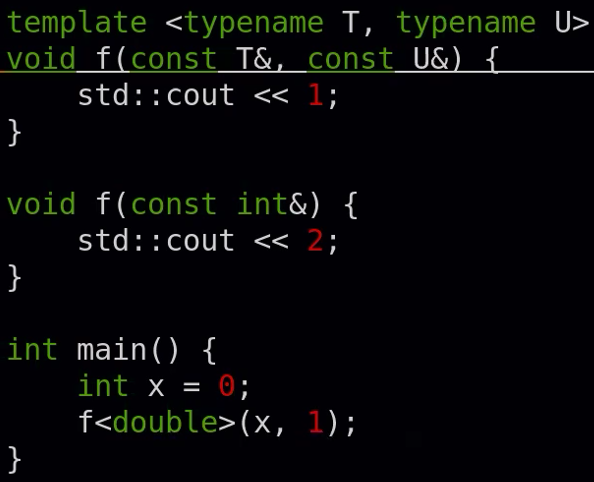 template <typename T, typename U>
void f(const T&, const U&) {
    std::cout << 1;
}

void f(const int&) {
    std::cout << 2;
}

int main() {
    int x = 0;
    f<double>(x, 1);
}